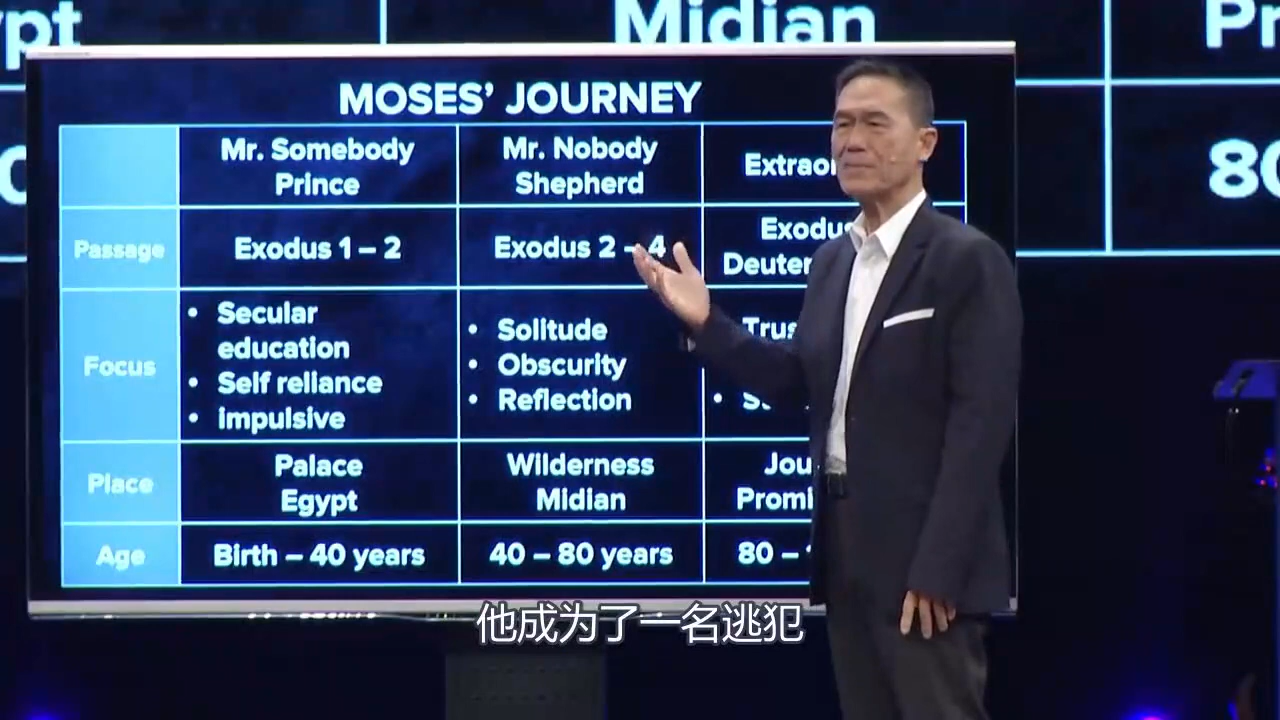 Midian
80
MOSES' JOURNEY
Mr. Somebody
Prince
Mr. Nobody
Shepherd
Passage
Exodus 1 – 2
Exodus 2 – 4
Focus
• Secular
education
• Self reliance
• impulsive
• Solitude
• Obscurity
• Reflection
Place
Palace
Egypt
Wilderness
Midian
Age
Birth – 40 years
40 – 80 years
80 –
他成为了一名逃犯